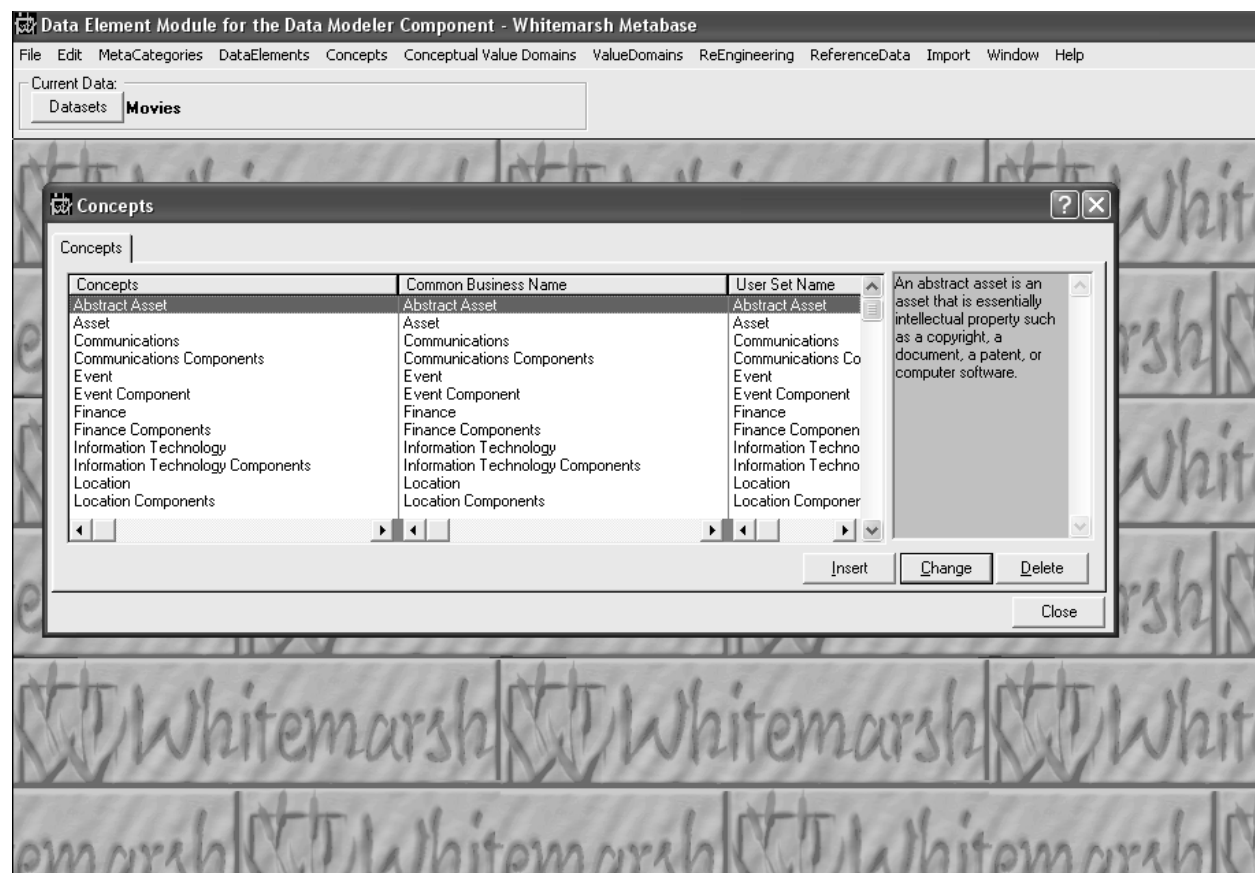 Data Element Module for the Data Modeler Component - Whitemarsh Metabase
File Edit MetaCategories DataElements Concepts Conceptual Value Domains ValueDomains ReEngineering ReferenceData Import Window Help
Current Data:
Datasets Movies
Concepts
Concepts
Concepts Common Business Name User Set Name
Abstract Asset Abstract Asset Abstract Asset
Asset Asset Asset
Communications Communications Communications
Communications Components Communications Components Communications Co
Event Event Event
Event Component Event Component Event Component
Finance Finance Finance
Finance Components Finance Components Finance Componen
Information Technology Information Technology Information Techno
Information Technology Components Information Technology Components Information Techno
Location Location Location
Location Components Location Components Location Componer
An abstract asset is an
asset that is essentially
intellectual property such
as a copyright, a
document, a patent, or
computer software.
Insert Change Delete
Close
Whitemarsh Whitemarsh Whit
emarsh Whitemarsh Whitemarsh